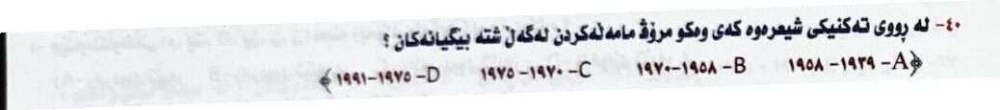 ٤٠- لە ڕووی تەکنیکی شیعرەوە کەی وەکو مرۆڤ مامەڵەکردن لەگەڵ شتە بێگیانەکان ؟
﴿A- ١٩٣٩-١٩٥٨ B- ١٩٥٨-١٩٧٠ C- ١٩٧٠-١٩٧٥ D- ١٩٧٥-١٩٩١﴾